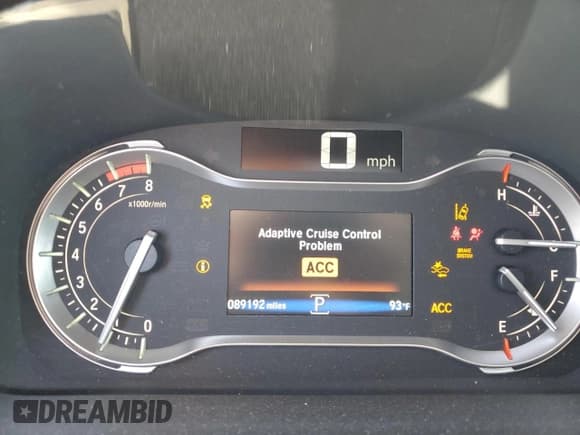 0 mph
8
7
6
5
4
3
2
1
0
x1000r/min
Adaptive Cruise Control
Problem
ACC
089192 miles P 93°F
BRAKE
SYSTEM
ACC
H
C
F
E
DREAMBID